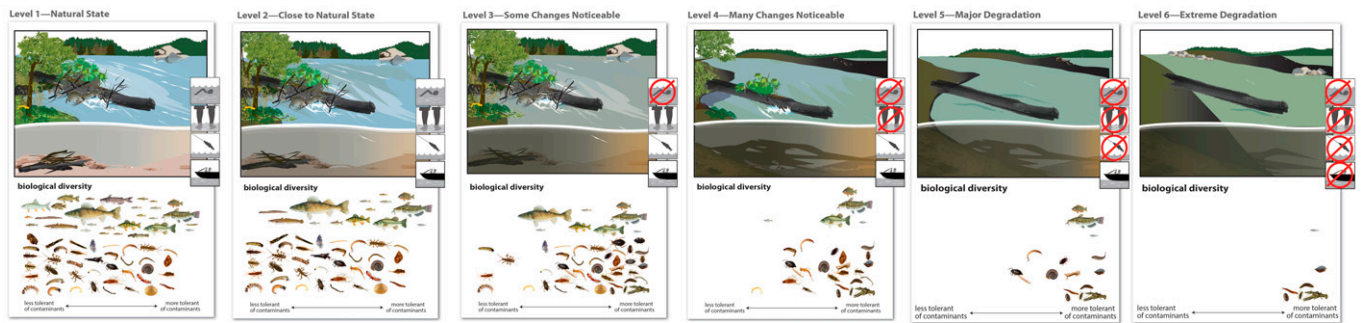 Level 1—Natural State
biological diversity
less tolerant
of contaminants
more tolerant
of contaminants
Level 2—Close to Natural State
biological diversity
less tolerant
of contaminants
more tolerant
of contaminants
Level 3—Some Changes Noticeable
biological diversity
less tolerant
of contaminants
more tolerant
of contaminants
Level 4—Many Changes Noticeable
biological diversity
less tolerant
of contaminants
more tolerant
of contaminants
Level 5—Major Degradation
biological diversity
less tolerant
of contaminants
more tolerant
of contaminants
Level 6—Extreme Degradation
biological diversity
less tolerant
of contaminants
more tolerant
of contaminants